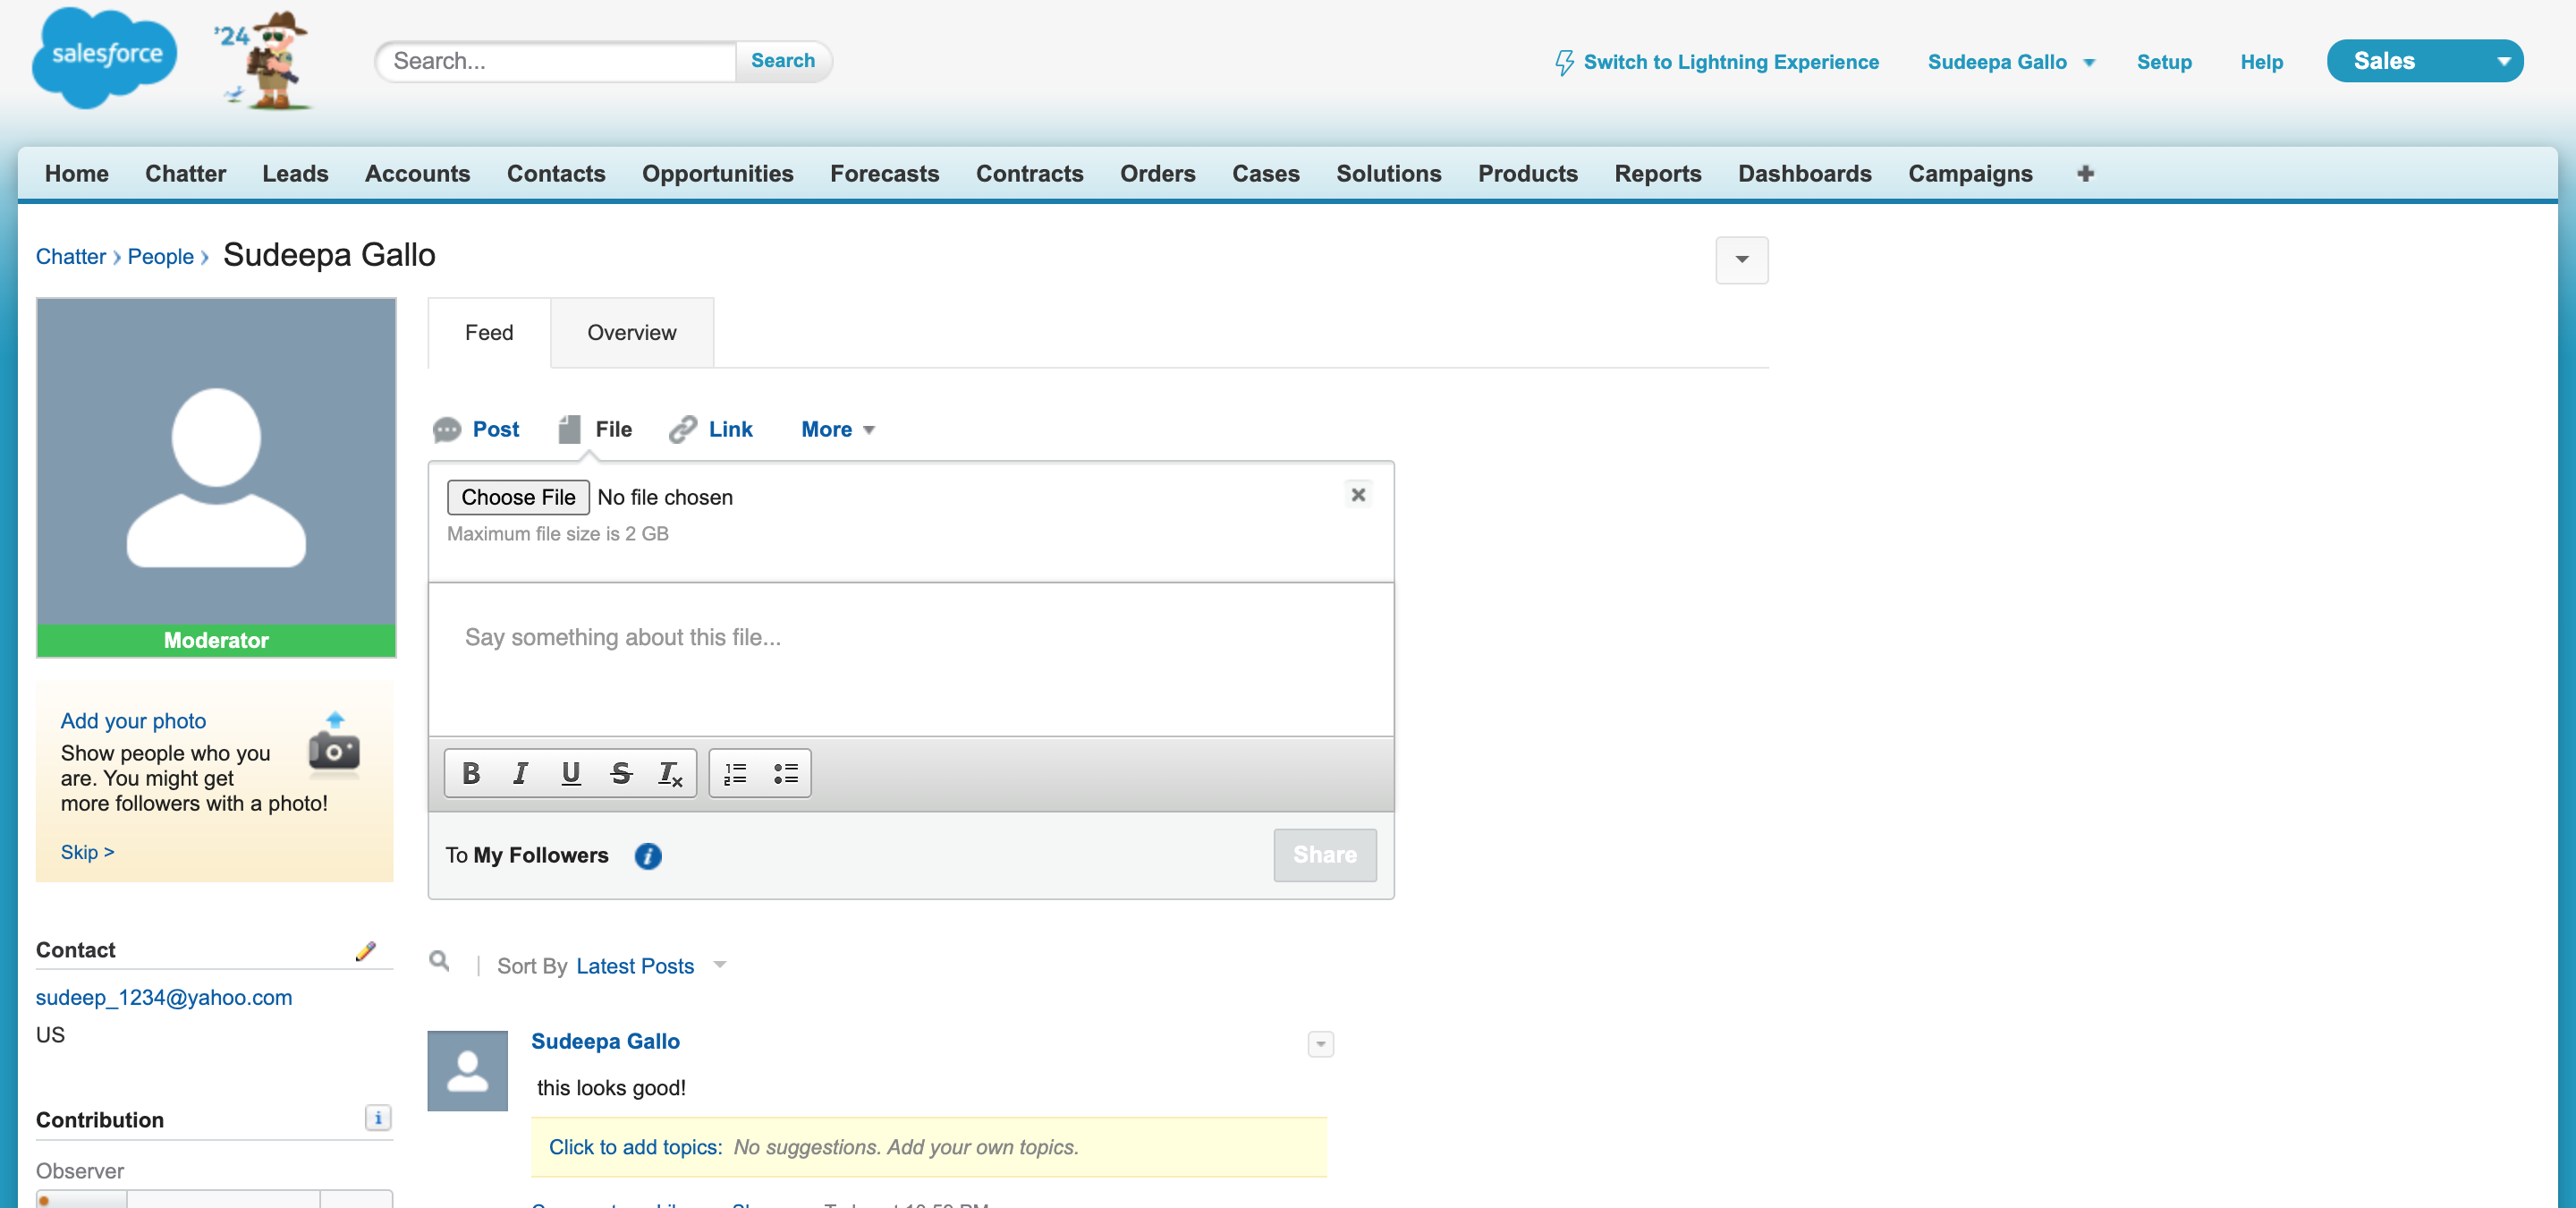 salesforce
'24
Search...
Search
Switch to Lightning Experience
Sudeepa Gallo
Setup
Help
Sales
Home
Chatter
Leads
Accounts
Contacts
Opportunities
Forecasts
Contracts
Orders
Cases
Solutions
Products
Reports
Dashboards
Campaigns
Chatter › People › Sudeepa Gallo
Feed
Overview
Post
File
Link
More
Choose File No file chosen
Maximum file size is 2 GB
Say something about this file...
B I U S Tx
To My Followers
Share
Moderator
Add your photo
Show people who you
are. You might get
more followers with a photo!
Skip >
Contact
sudeep_1234@yahoo.com
US
Contribution
Observer
Sort By Latest Posts
Sudeepa Gallo
this looks good!
Click to add topics: No suggestions. Add your own topics.